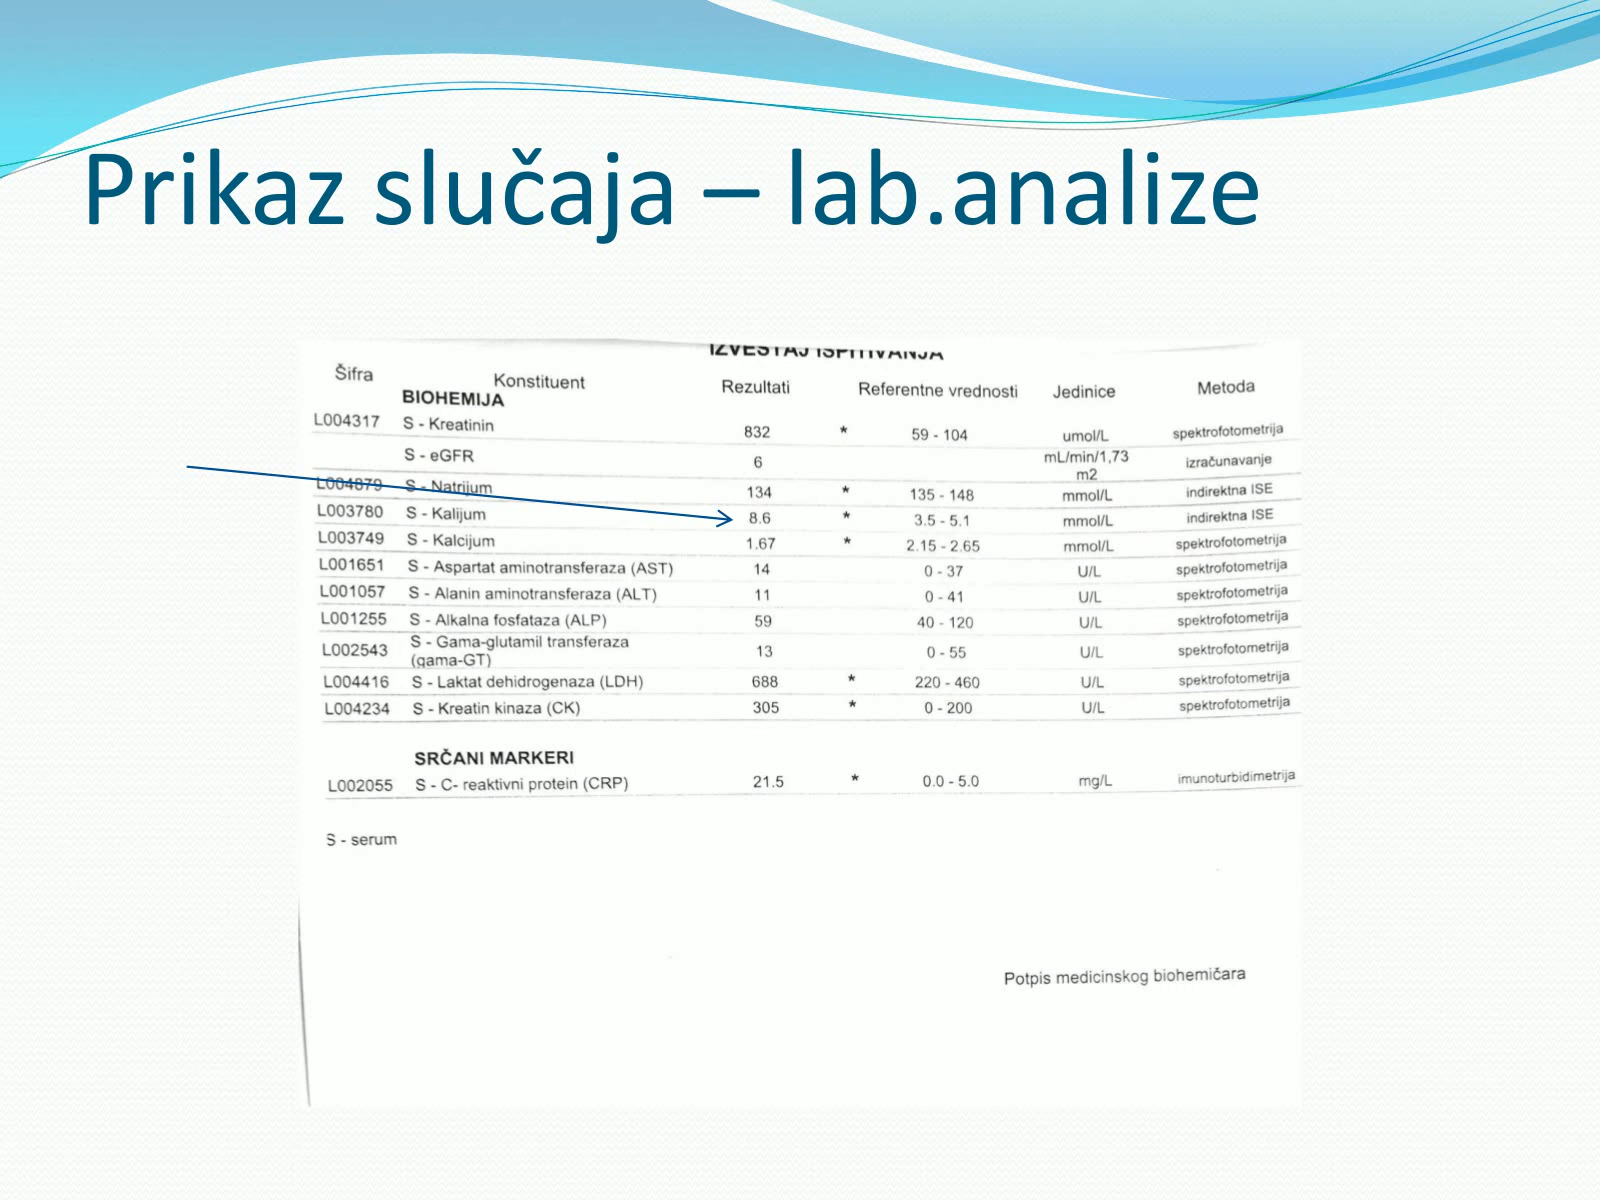 Prikaz slučaja – lab.analize
IZVEŠTAJ ISPITIVANJA
Šifra Konstituent Rezultati Referentne vrednosti Jedinice Metoda
BIOHEMIJA
L004317 S - Kreatinin 832 * 59 - 104 umol/L spektrofotometrija
S - eGFR 6 mL/min/1,73 m2 izračunavanje
L004879 S - Natrijum 134 * 135 - 148 mmol/L indirektna ISE
L003780 S - Kalijum 8.6 * 3.5 - 5.1 mmol/L indirektna ISE
L003749 S - Kalcijum 1.67 * 2.15 - 2.65 mmol/L spektrofotometrija
L001651 S - Aspartat aminotransferaza (AST) 14 0 - 37 U/L spektrofotometrija
L001057 S - Alanin aminotransferaza (ALT) 11 0 - 41 U/L spektrofotometrija
L001255 S - Alkalna fosfataza (ALP) 59 40 - 120 U/L spektrofotometrija
L002543 S - Gama-glutamil transferaza (gama-GT) 13 0 - 55 U/L spektrofotometrija
L004416 S - Laktat dehidrogenaza (LDH) 688 * 220 - 460 U/L spektrofotometrija
L004234 S - Kreatin kinaza (CK) 305 * 0 - 200 U/L spektrofotometrija
SRČANI MARKERI
L002055 S - C- reaktivni protein (CRP) 21.5 * 0.0 - 5.0 mg/L imunoturbidimetrija
S - serum
Potpis medicinskog biohemičara